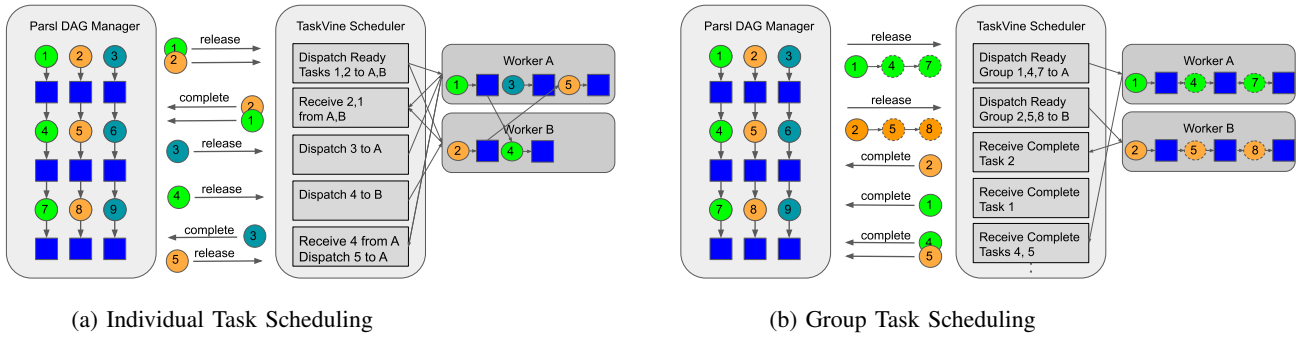 Parsl DAG Manager
1 2 3
4 5 6
7 8 9
1
2
release
complete
2
1
3
release
4
release
complete
3
release
5
TaskVine Scheduler
Dispatch Ready
Tasks 1,2 to A,B
Receive 2,1
from A,B
Dispatch 3 to A
Dispatch 4 to B
Receive 4 from A
Dispatch 5 to A
Worker A
1 3 5
Worker B
2 4
(a) Individual Task Scheduling
Parsl DAG Manager
1 2 3
4 5 6
7 8 9
release
1 4 7
release
2 5 8
complete
2
complete
1
complete
4
5
TaskVine Scheduler
Dispatch Ready
Group 1,4,7 to A
Dispatch Ready
Group 2,5,8 to B
Receive Complete
Task 2
Receive Complete
Task 1
Receive Complete
Tasks 4, 5
Worker A
1 4 7
Worker B
2 5 8
(b) Group Task Scheduling